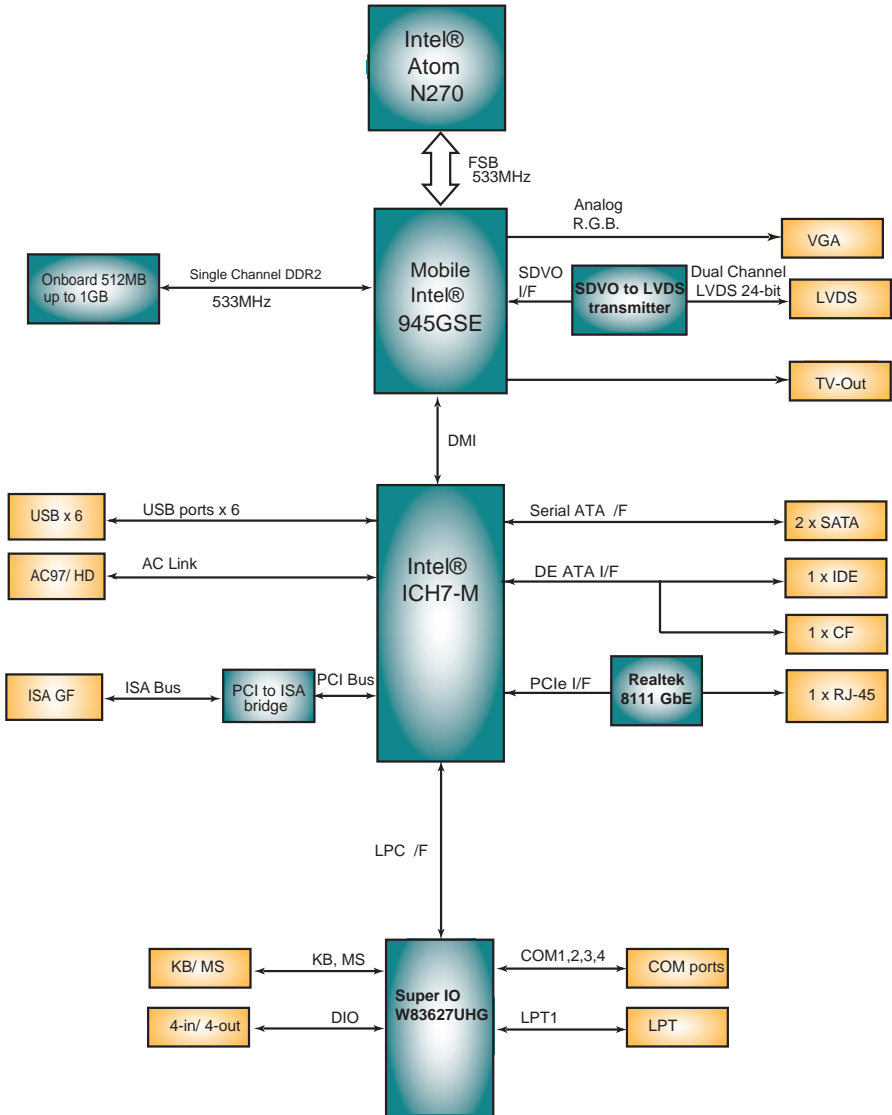 Intel®
Atom
N270
FSB
533MHz
Analog
R.G.B.
VGA
Onboard 512MB
up to 1GB
Single Channel DDR2
533MHz
Mobile
Intel®
945GSE
SDVO
I/F
SDVO to LVDS
transmitter
Dual Channel
LVDS 24-bit
LVDS
TV-Out
DMI
USB x 6
USB ports x 6
Serial ATA /F
2 x SATA
AC97/ HD
AC Link
Intel®
ICH7-M
DE ATA I/F
1 x IDE
1 x CF
ISA GF
ISA Bus
PCI to ISA
bridge
PCI Bus
PCIe I/F
Realtek
8111 GbE
1 x RJ-45
LPC /F
KB/ MS
KB, MS
COM1,2,3,4
COM ports
Super IO
W83627UHG
4-in/ 4-out
DIO
LPT1
LPT